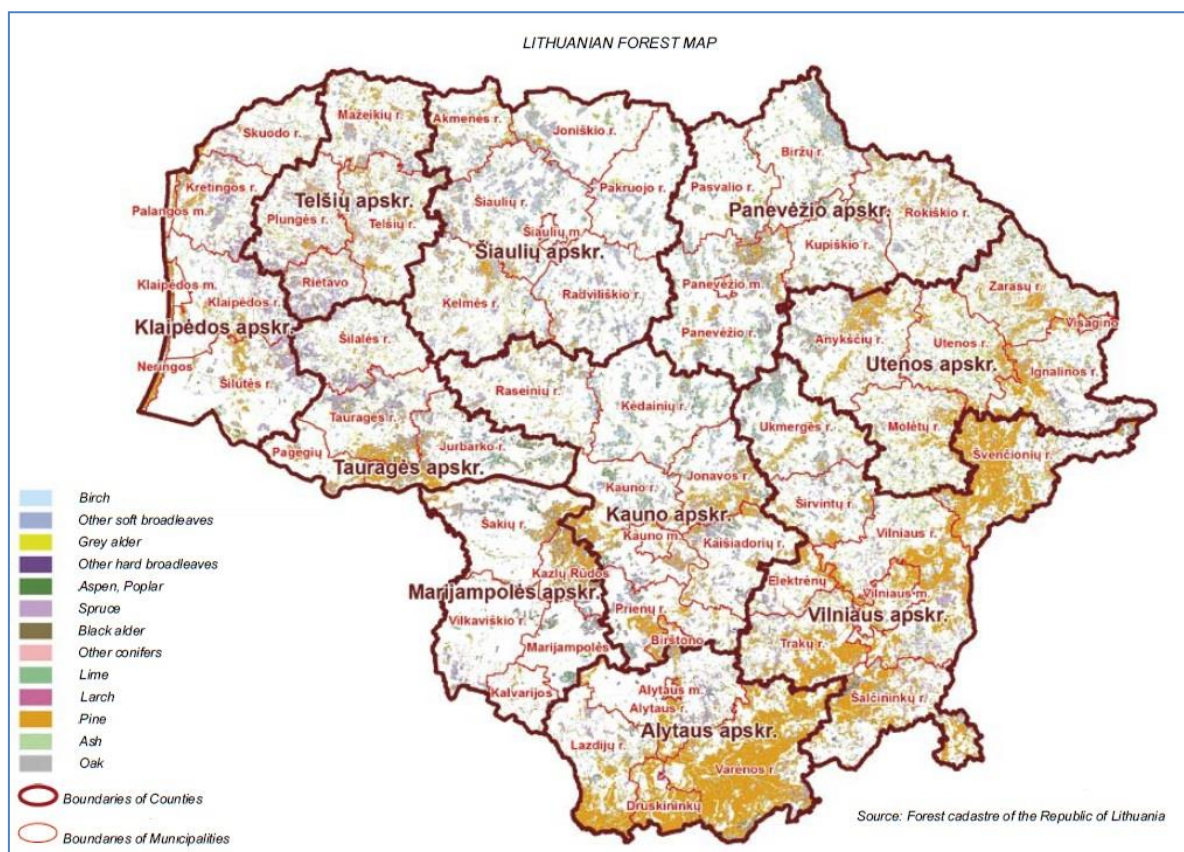 LITHUANIAN FOREST MAP
Skuodo r.
Mažeikių r.
Akmenės r.
Joniškio r.
Biržų r.
Kretingos r.
Pakruojo r.
Pasvalio r.
Palangos m.
Plungės r.
Telšių apskr.
Telšių r.
Šiaulių r.
Šiaulių m.
Panevėžio apskr.
Rokiškio r.
Kupiškio r.
Šiaulių apskr.
Klaipėdos m.
Klaipėdos r.
Rietavo
Kelmės r.
Radviliškio r.
Panevėžio m.
Zarasų r.
Klaipėdos apskr.
Šilalės r.
Panevėžio r.
Anykščių r.
Utenos r.
Visagino
Neringos
Šilutės r.
Raseinių r.
Utenos apskr.
Ignalinos r.
Tauragės r.
Kėdainių r.
Ukmergės r.
Molėtų r.
Pagėgių
Jurbarko r.
Tauragės apskr.
Švenčionių r.
Jonavos r.
Kauno r.
Širvintų r.
Šakių r.
Kauno apskr.
Kauno m.
Kaišiadorių r.
Vilniaus r.
Kazlų Rūdos
Elektrėnų
Marijampolės apskr.
Vilniaus m.
Prienų r.
Vilniaus apskr.
Vilkaviškio r.
Birštono
Trakų r.
Marijampolės
Kalvarijos
Alytaus m.
Alytaus r.
Šalčininkų r.
Alytaus apskr.
Lazdijų r.
Varėnos r.
Druskininkų
Birch
Other soft broadleaves
Grey alder
Other hard broadleaves
Aspen, Poplar
Spruce
Black alder
Other conifers
Lime
Larch
Pine
Ash
Oak
Boundaries of Counties
Boundaries of Municipalities
Source: Forest cadastre of the Republic of Lithuania